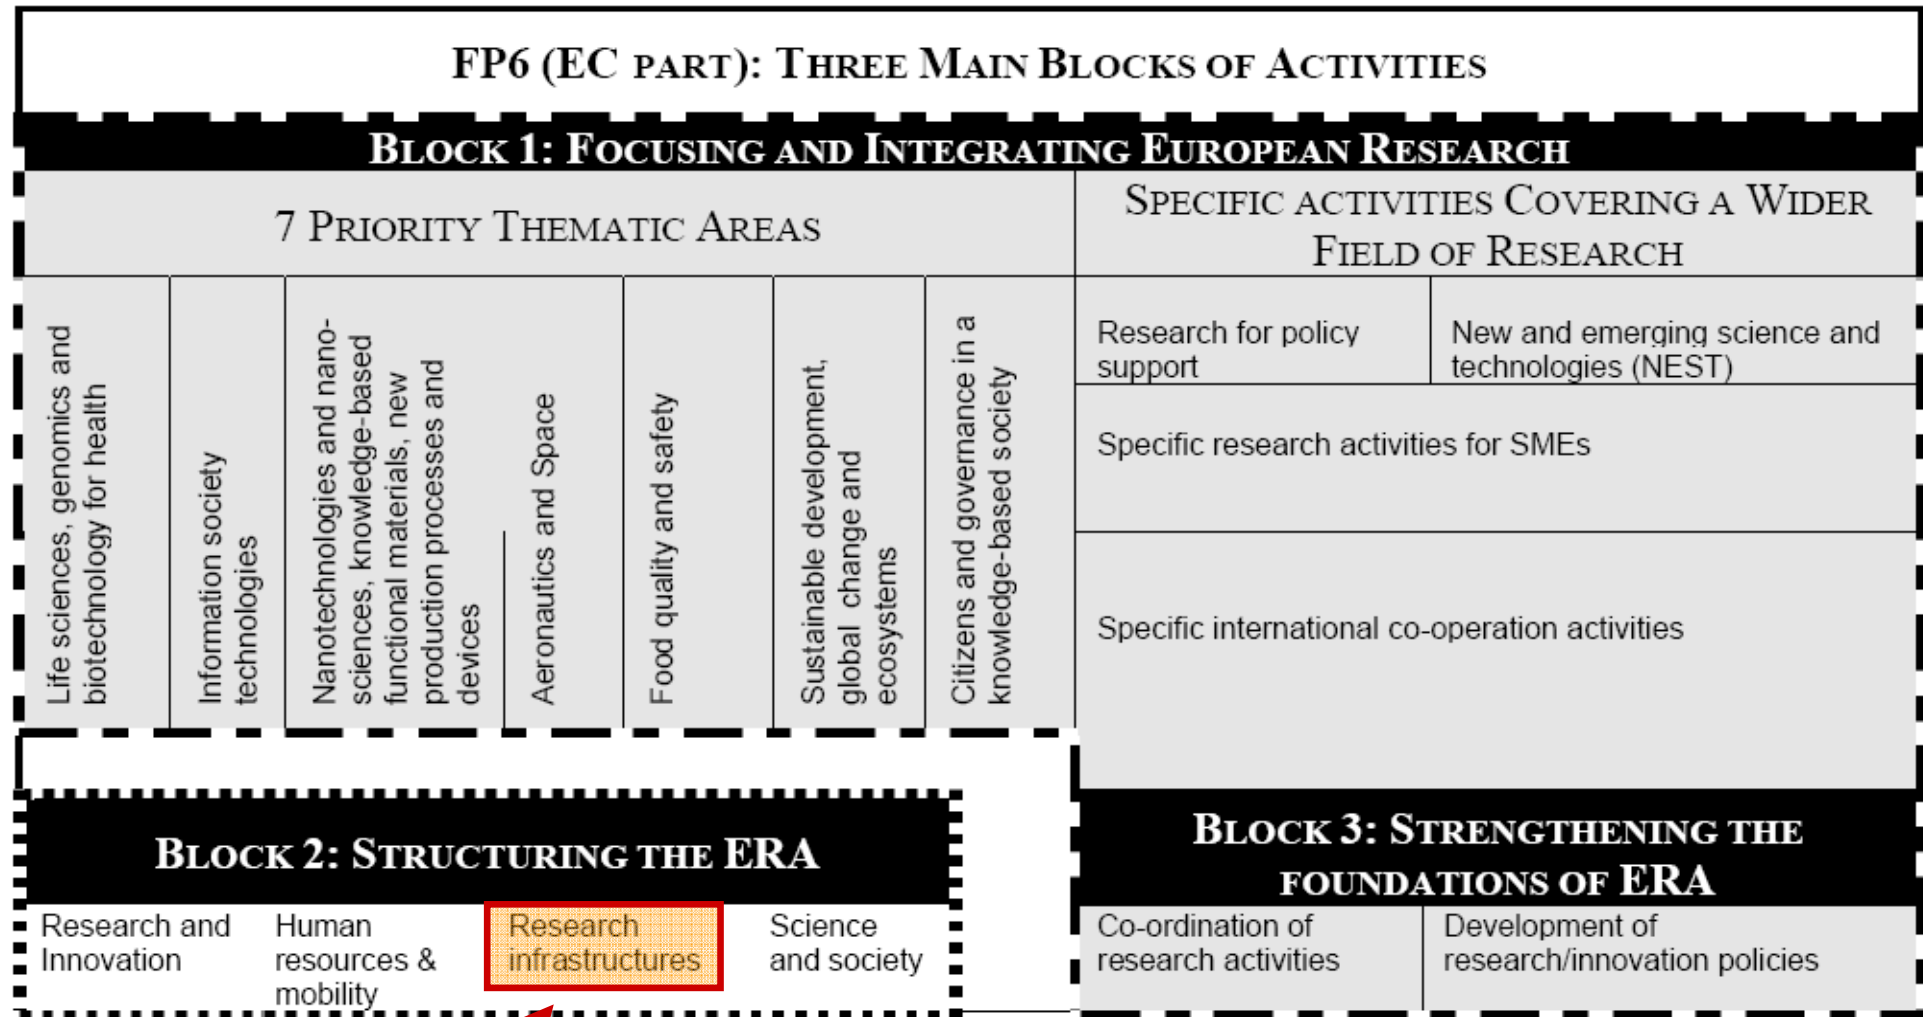 FP6 (EC PART): THREE MAIN BLOCKS OF ACTIVITIES
BLOCK 1: FOCUSING AND INTEGRATING EUROPEAN RESEARCH
7 PRIORITY THEMATIC AREAS
SPECIFIC ACTIVITIES COVERING A WIDER
FIELD OF RESEARCH
Life sciences, genomics and
biotechnology for health
Information society
technologies
Nanotechnologies and nano-
sciences, knowledge-based
functional materials, new
production processes and
devices
Aeronautics and Space
Food quality and safety
Sustainable development,
global change and
ecosystems
Citizens and governance in a
knowledge-based society
Research for policy
support
New and emerging science and
technologies (NEST)
Specific research activities for SMEs
Specific international co-operation activities
BLOCK 2: STRUCTURING THE ERA
Research and
Innovation
Human
resources &
mobility
Research
infrastructures
Science
and society
BLOCK 3: STRENGTHENING THE
FOUNDATIONS OF ERA
Co-ordination of
research activities
Development of
research/innovation policies